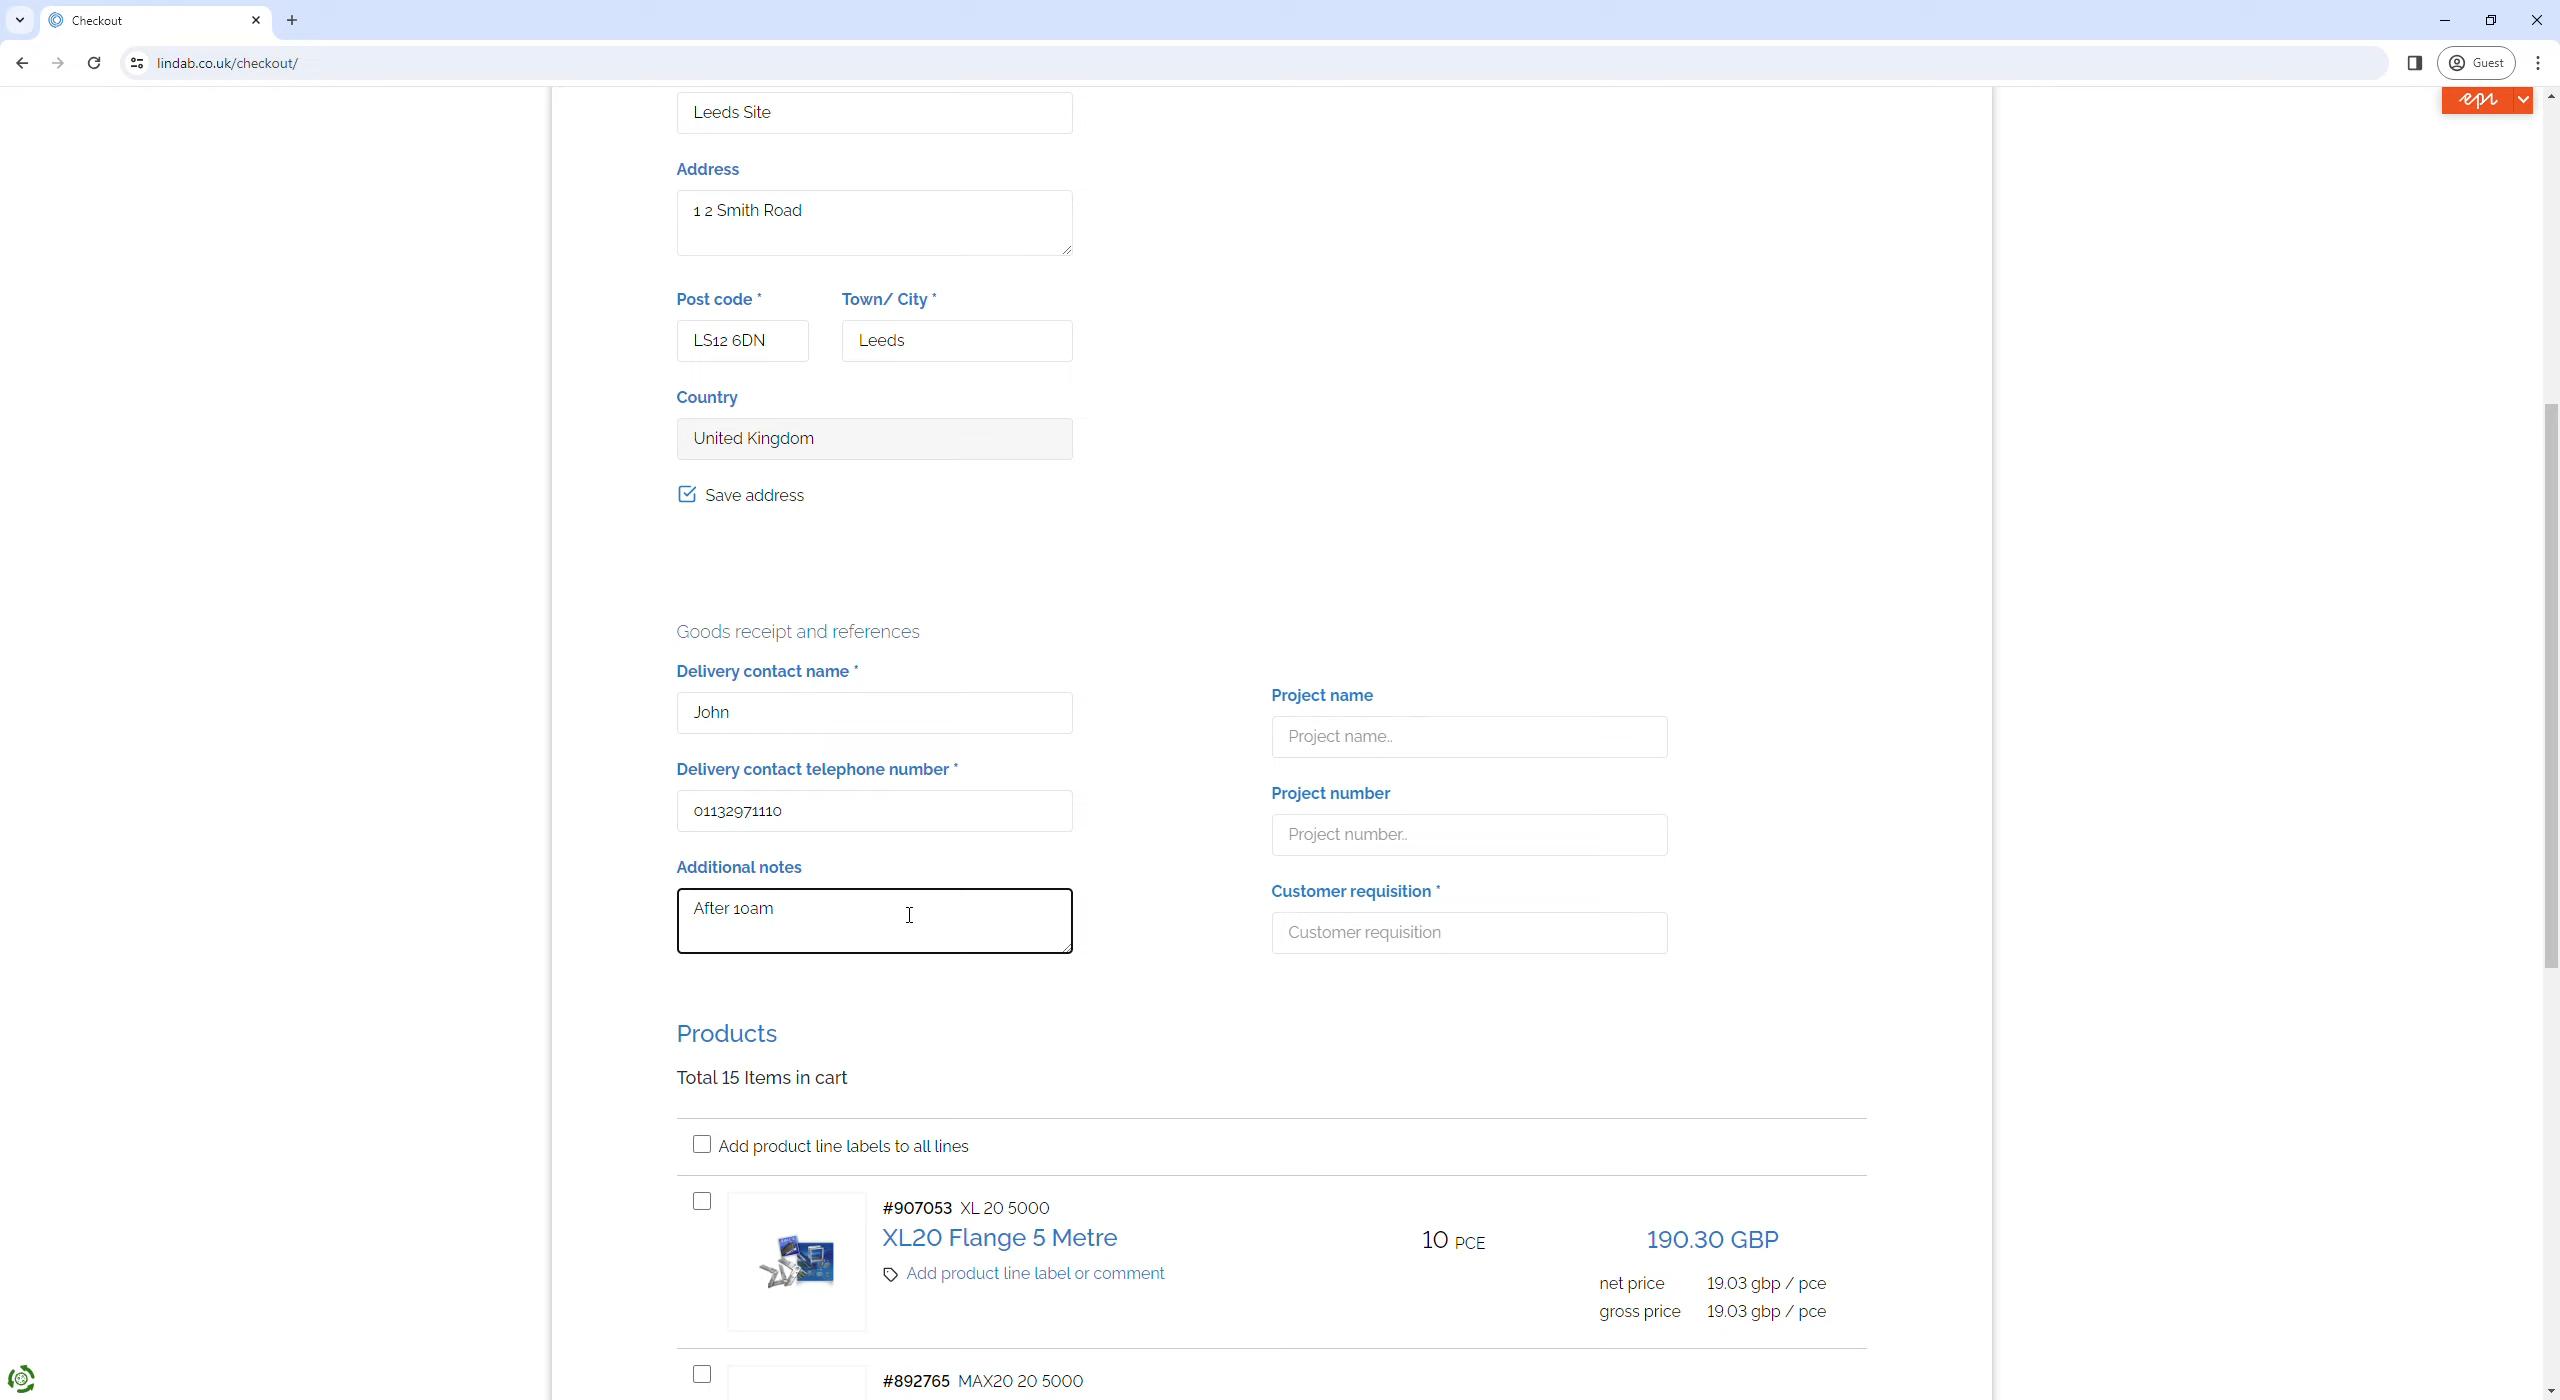 Checkout
lindab.co.uk/checkout/
Guest
epi
Leeds Site
Address
1 2 Smith Road
Post code *
Town/ City *
LS12 6DN
Leeds
Country
United Kingdom
Save address
Goods receipt and references
Delivery contact name *
John
Project name
Project name..
Delivery contact telephone number *
01132971110
Project number
Project number..
Additional notes
After 10am
Customer requisition *
Customer requisition
Products
Total 15 Items in cart
Add product line labels to all lines
#907053 XL 20 5000
XL20 Flange 5 Metre
10 PCE
190.30 GBP
Add product line label or comment
net price 19.03 gbp / pce
gross price 19.03 gbp / pce
#892765 MAX20 20 5000